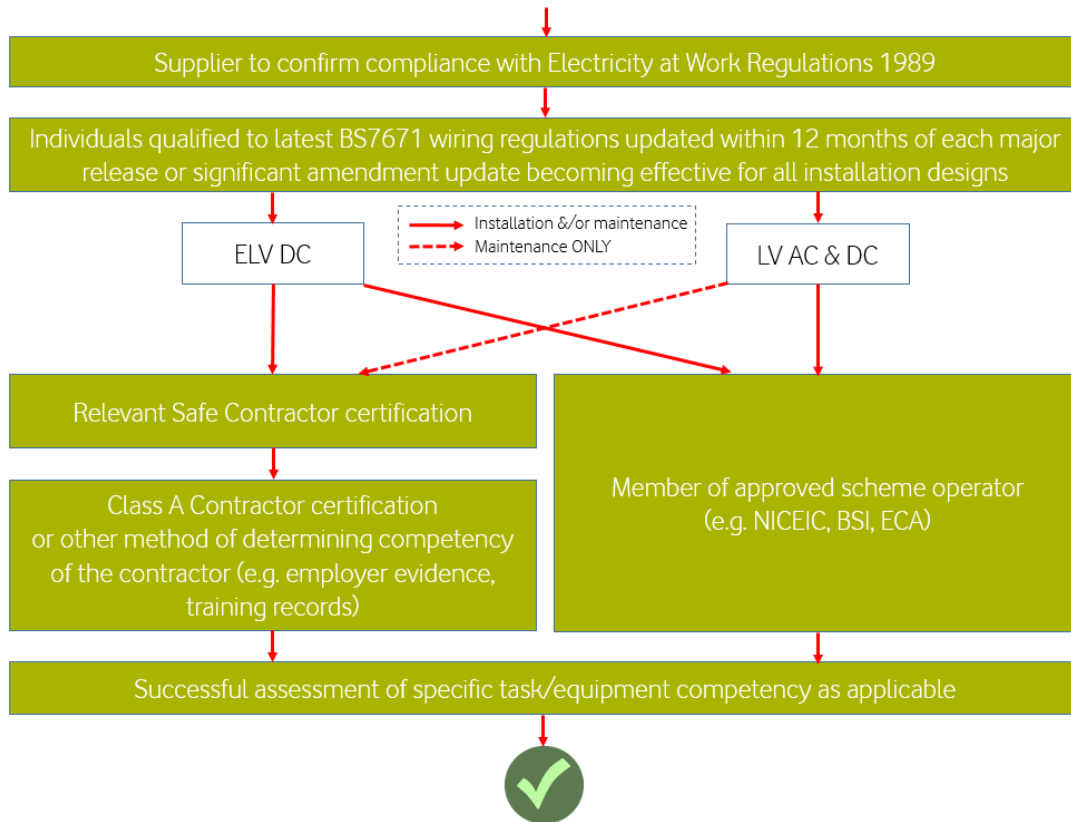 Supplier to confirm compliance with Electricity at Work Regulations 1989
Individuals qualified to latest BS7671 wiring regulations updated within 12 months of each major
release or significant amendment update becoming effective for all installation designs
Installation &/or maintenance
Maintenance ONLY
ELV DC
LV AC & DC
Relevant Safe Contractor certification
Class A Contractor certification
or other method of determining competency
of the contractor (e.g. employer evidence,
training records)
Member of approved scheme operator
(e.g. NICEIC, BSI, ECA)
Successful assessment of specific task/equipment competency as applicable